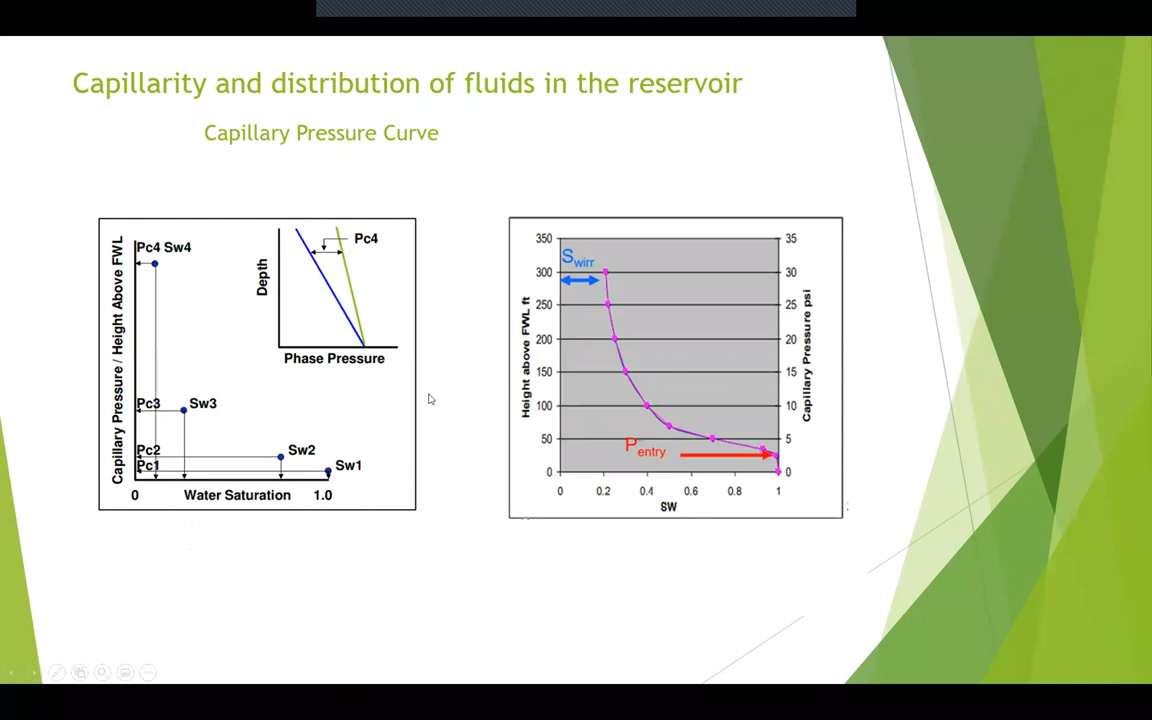 Capillarity and distribution of fluids in the reservoir
Capillary Pressure Curve
Capillary Pressure / Height Above FWL
Pc4 Sw4
Pc3 Sw3
Pc2 Sw2
Pc1 Sw1
0 Water Saturation 1.0
Depth
Pc4
Phase Pressure
Height above FWL ft
350
300
250
200
150
100
50
0
Swirr
Pentry
35
30
25
20
15
10
5
0
Capillary Pressure psi
0 0.2 0.4 0.6 0.8 1
SW